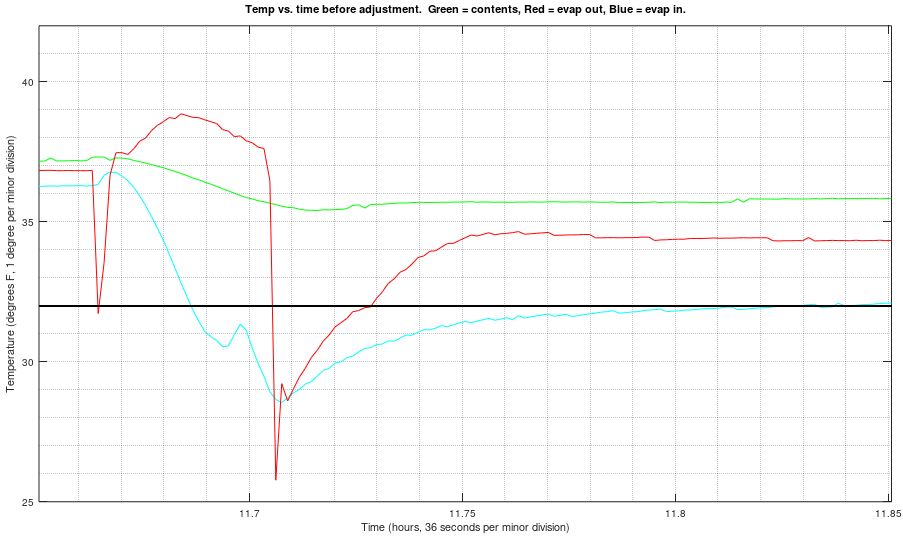 Temp vs. time before adjustment.  Green = contents, Red = evap out, Blue = evap in.
Temperature (degrees F, 1 degree per minor division)
40
35
30
25
11.7
11.75
11.8
11.85
Time (hours, 36 seconds per minor division)